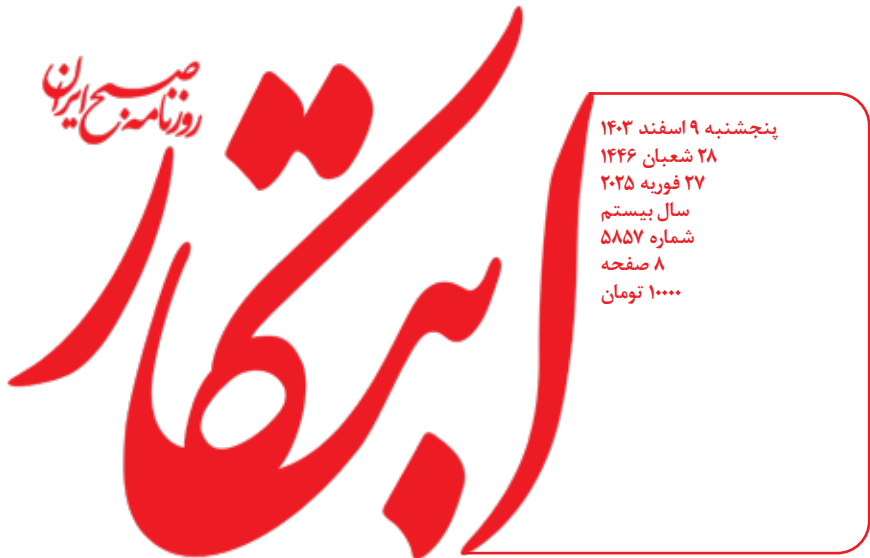 ابتکار
روزنامه صبح ایران
پنجشنبه ۹ اسفند ۱۴۰۳
۲۸ شعبان ۱۴۴۶
۲۷ فوریه ۲۰۲۵
سال بیستم
شماره ۵۸۵۷
۸ صفحه
۱۰۰۰۰ تومان